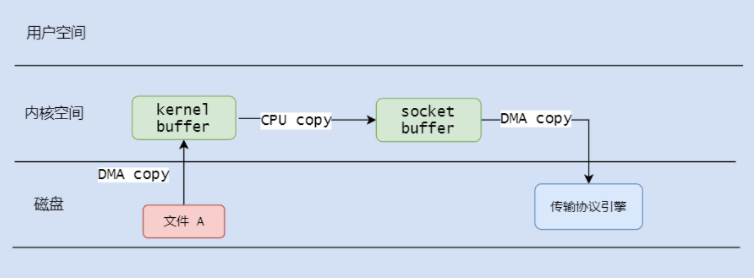 用户空间
内核空间
kernel
buffer
CPU copy
socket
buffer
DMA copy
DMA copy
磁盘
文件 A
传输协议引擎